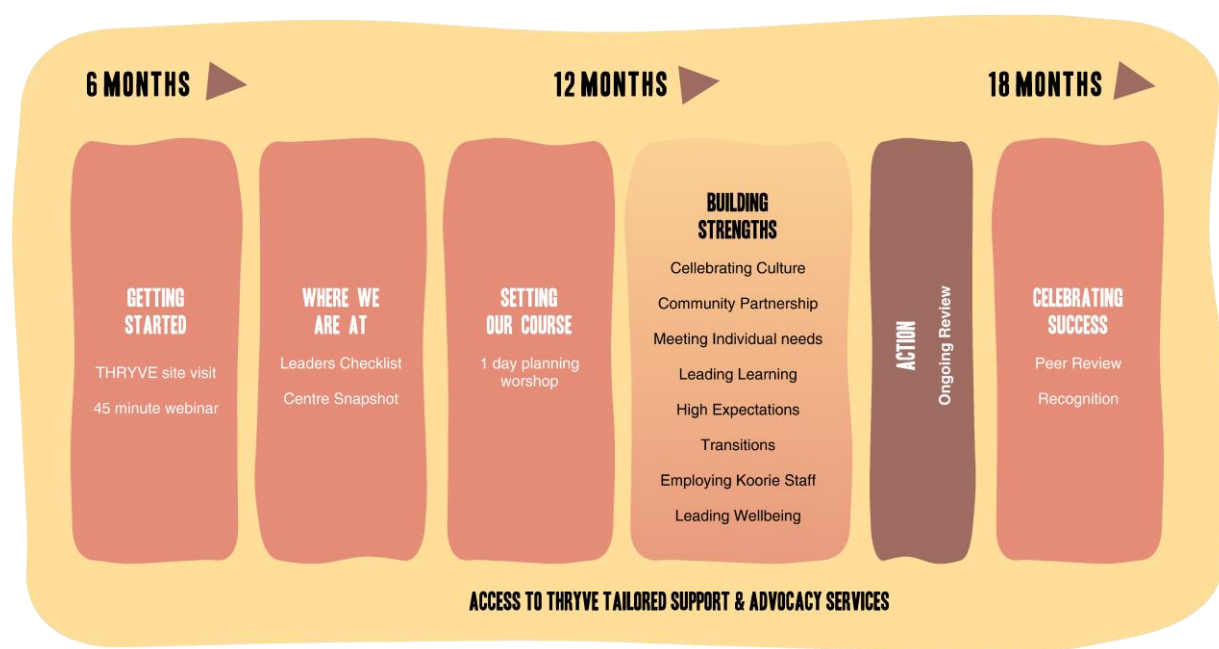 6 MONTHS
12 MONTHS
18 MONTHS
GETTING
STARTED
THRYVE site visit
45 minute webinar
WHERE WE
ARE AT
Leaders Checklist
Centre Snapshot
SETTING
OUR COURSE
1 day planning
worshop
BUILDING
STRENGTHS
Cellebrating Culture
Community Partnership
Meeting Individual needs
Leading Learning
High Expectations
Transitions
Employing Koorie Staff
Leading Wellbeing
ACTION
Ongoing Review
CELEBRATING
SUCCESS
Peer Review
Recognition
ACCESS TO THRYVE TAILORED SUPPORT & ADVOCACY SERVICES